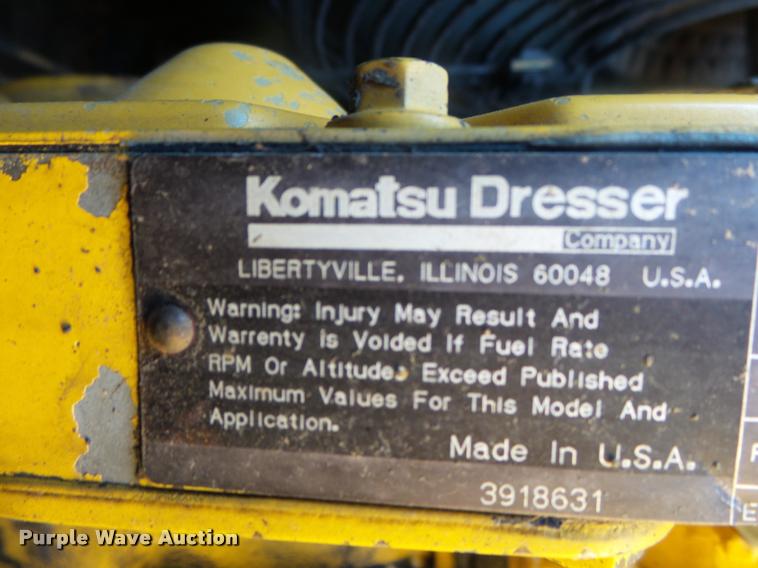 Komatsu Dresser
Company
LIBERTYVILLE, ILLINOIS 60048 U.S.A.
Warning: Injury May Result And
Warrenty is Voided If Fuel Rate
RPM Or Altitudes Exceed Published
Maximum Values For This Model And
Application.
Made In U.S.A.
3918631
F
E
Purple Wave Auction